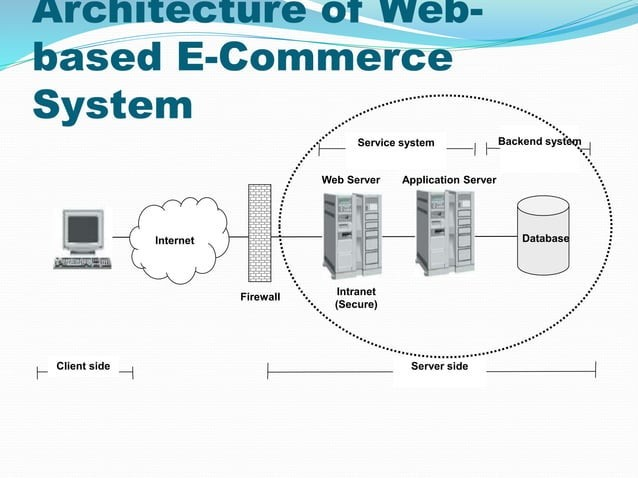 Architecture of Web-
based E-Commerce
System
Service system
Backend system
Web Server
Application Server
Internet
Database
Firewall
Intranet
(Secure)
Client side
Server side